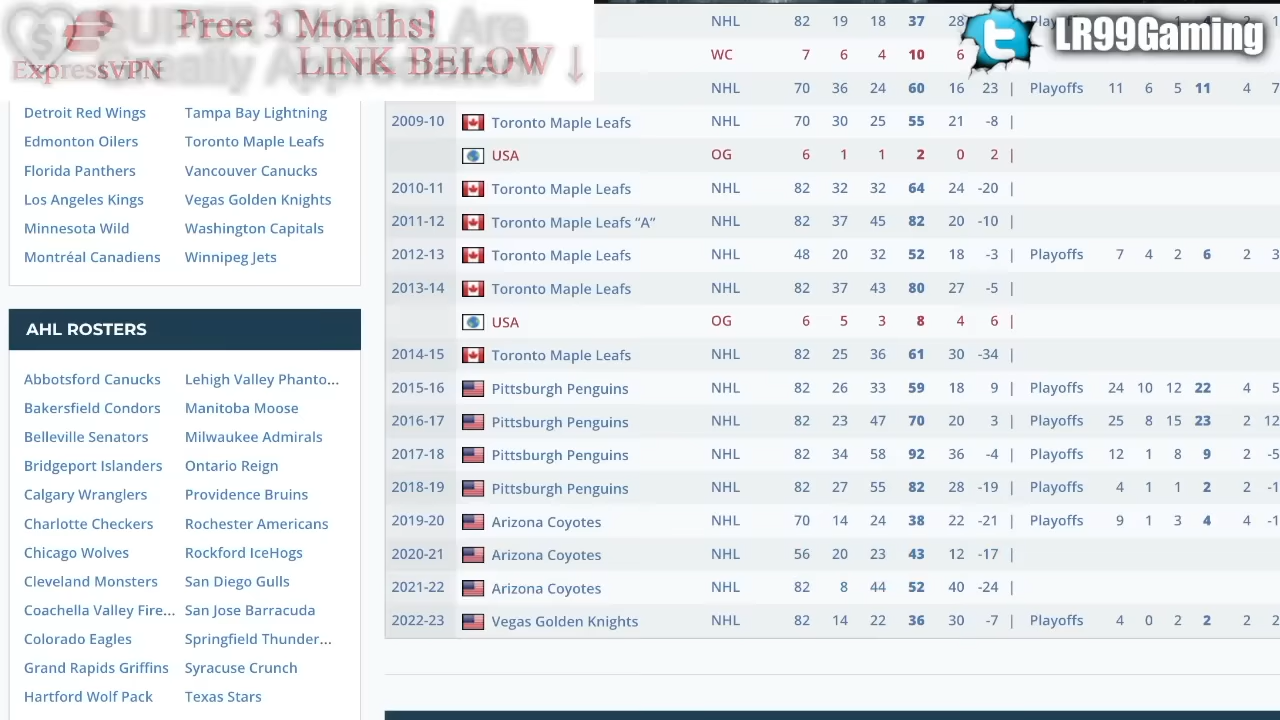 Free 3 Months!
LINK BELOW ↓
ExpressVPN
LR99Gaming
Detroit Red Wings Tampa Bay Lightning
Edmonton Oilers Toronto Maple Leafs
Florida Panthers Vancouver Canucks
Los Angeles Kings Vegas Golden Knights
Minnesota Wild Washington Capitals
Montréal Canadiens Winnipeg Jets
AHL ROSTERS
Abbotsford Canucks Lehigh Valley Phanto...
Bakersfield Condors Manitoba Moose
Belleville Senators Milwaukee Admirals
Bridgeport Islanders Ontario Reign
Calgary Wranglers Providence Bruins
Charlotte Checkers Rochester Americans
Chicago Wolves Rockford IceHogs
Cleveland Monsters San Diego Gulls
Coachella Valley Fire... San Jose Barracuda
Colorado Eagles Springfield Thunder...
Grand Rapids Griffins Syracuse Crunch
Hartford Wolf Pack Texas Stars
NHL 82 19 18 37 28
WC 7 6 4 10 6
NHL 70 36 24 60 16 23 | Playoffs 11 6 5 11 4 7
2009-10 Toronto Maple Leafs NHL 70 30 25 55 21 -8 |
USA OG 6 1 1 2 0 2 |
2010-11 Toronto Maple Leafs NHL 82 32 32 64 24 -20 |
2011-12 Toronto Maple Leafs “A” NHL 82 37 45 82 20 -10 |
2012-13 Toronto Maple Leafs NHL 48 20 32 52 18 -3 | Playoffs 7 4 2 6 2 3
2013-14 Toronto Maple Leafs NHL 82 37 43 80 27 -5 |
USA OG 6 5 3 8 4 6 |
2014-15 Toronto Maple Leafs NHL 82 25 36 61 30 -34 |
2015-16 Pittsburgh Penguins NHL 82 26 33 59 18 9 | Playoffs 24 10 12 22 4 5
2016-17 Pittsburgh Penguins NHL 82 23 47 70 20 3 | Playoffs 25 8 15 23 2 12
2017-18 Pittsburgh Penguins NHL 82 34 58 92 36 -4 | Playoffs 12 1 8 9 2 -5
2018-19 Pittsburgh Penguins NHL 82 27 55 82 28 -19 | Playoffs 4 1 1 2 2 -1
2019-20 Arizona Coyotes NHL 70 14 24 38 22 -21 | Playoffs 9 1 3 4 4 -1
2020-21 Arizona Coyotes NHL 56 20 23 43 12 -17 |
2021-22 Arizona Coyotes NHL 82 8 44 52 40 -24 |
2022-23 Vegas Golden Knights NHL 82 14 22 36 30 -7 | Playoffs 4 0 2 2 2 2